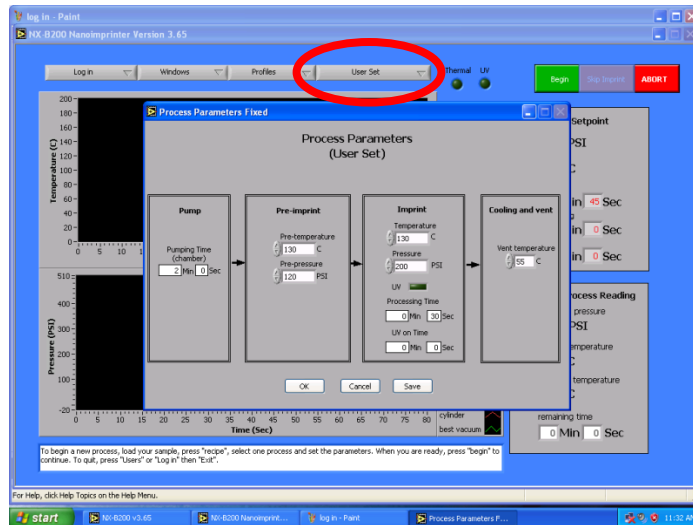 log in - Paint
NX-B200 Nanoimprinter Version 3.65
Log in
Windows
Profiles
User Set
Thermal UV
Begin
Skip Imprint
ABORT
Process Parameters Fixed
Process Parameters
(User Set)
Pump
Pumping Time
(chamber)
2 Min 0 Sec
Pre-imprint
Pre-temperature
130 C
Pre-pressure
120 PSI
Imprint
Temperature
130 C
Pressure
200 PSI
UV
Processing Time
0 Min 30 Sec
UV on Time
0 Min 0 Sec
Cooling and vent
Vent temperature
55 C
OK
Cancel
Save
Temperature (C)
200
180
160
140
120
100
80
60
40
20
0
0 5 10 15
Pressure (PSI)
510
400
300
200
100
-20
0 5 10 15 20 25 30 35 40 45 50 55 60 65 70 75 80
Time (Sec)
cylinder
best vacuum
Setpoint
PSI
in 45 Sec
in 0 Sec
in 0 Sec
ocess Reading
pressure
PSI
emperature
temperature
remaining time
0 Min 0 Sec
To begin a new process, load your sample, press "recipe", select one process and set the parameters. When you are ready, press "begin" to
continue. To quit, press "Users" or "Log in" then "Exit".
For Help, click Help Topics on the Help Menu.
start
NX-B200 v3.65
NX-B200 Nanoimprint...
log in - Paint
Process Parameters F...
11:32 AM